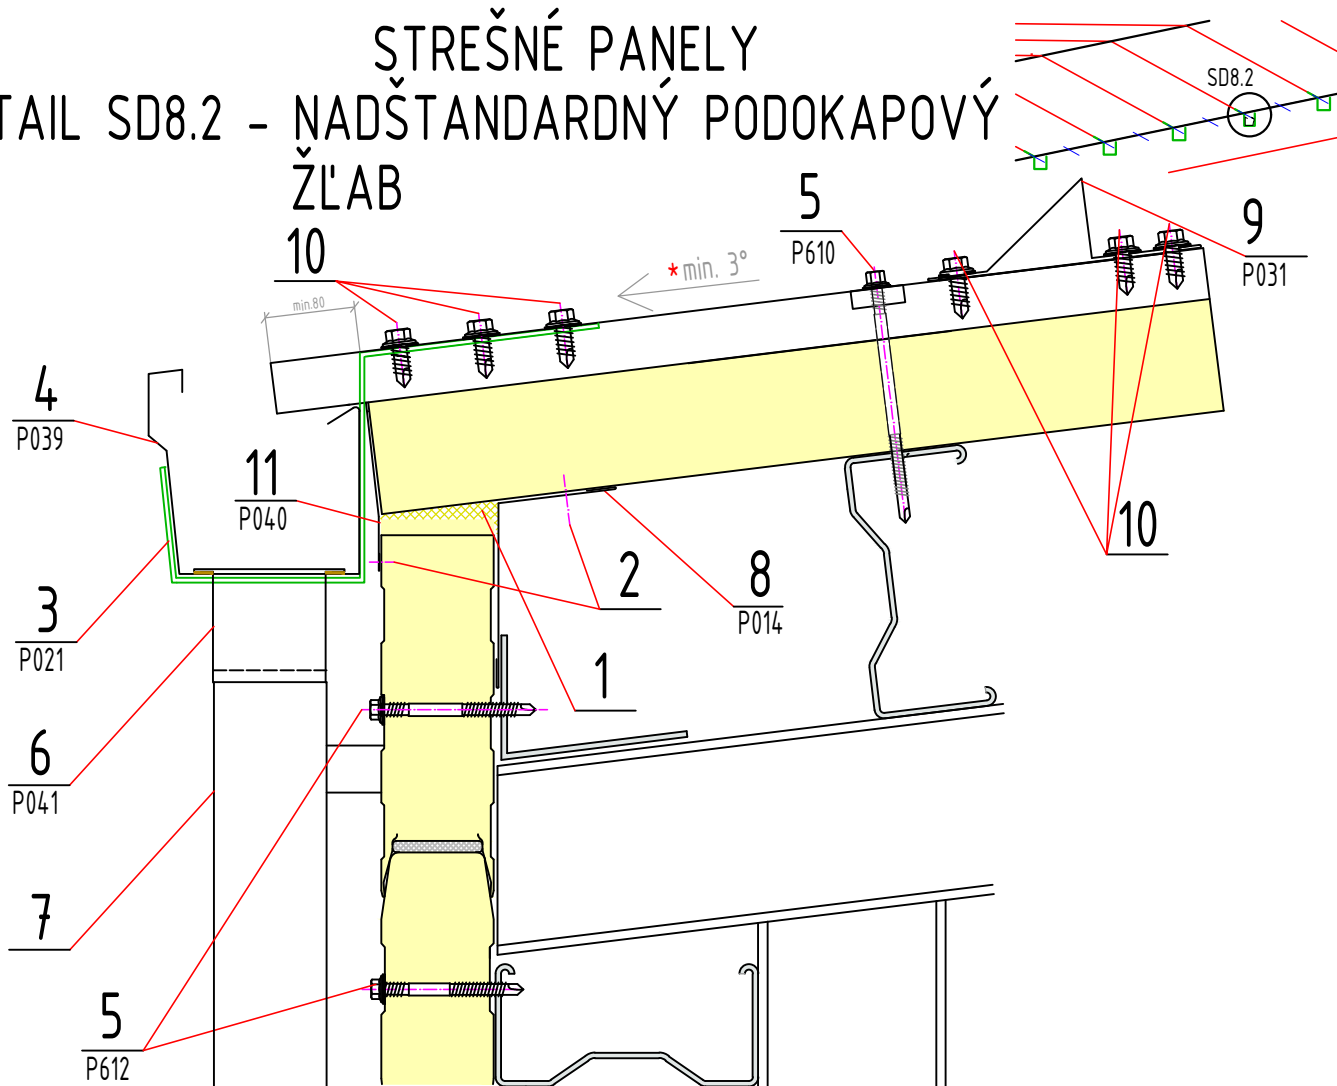 STREŠNÉ PANELY
TAIL SD8.2 - NADŠTANDARDNÝ PODOKAPOVÝ
ŽĽAB
SD8.2
10
5
P610
9
P031
*min. 3°
min.80
4
P039
11
P040
10
2
8
P014
3
P021
1
6
P041
7
5
P612